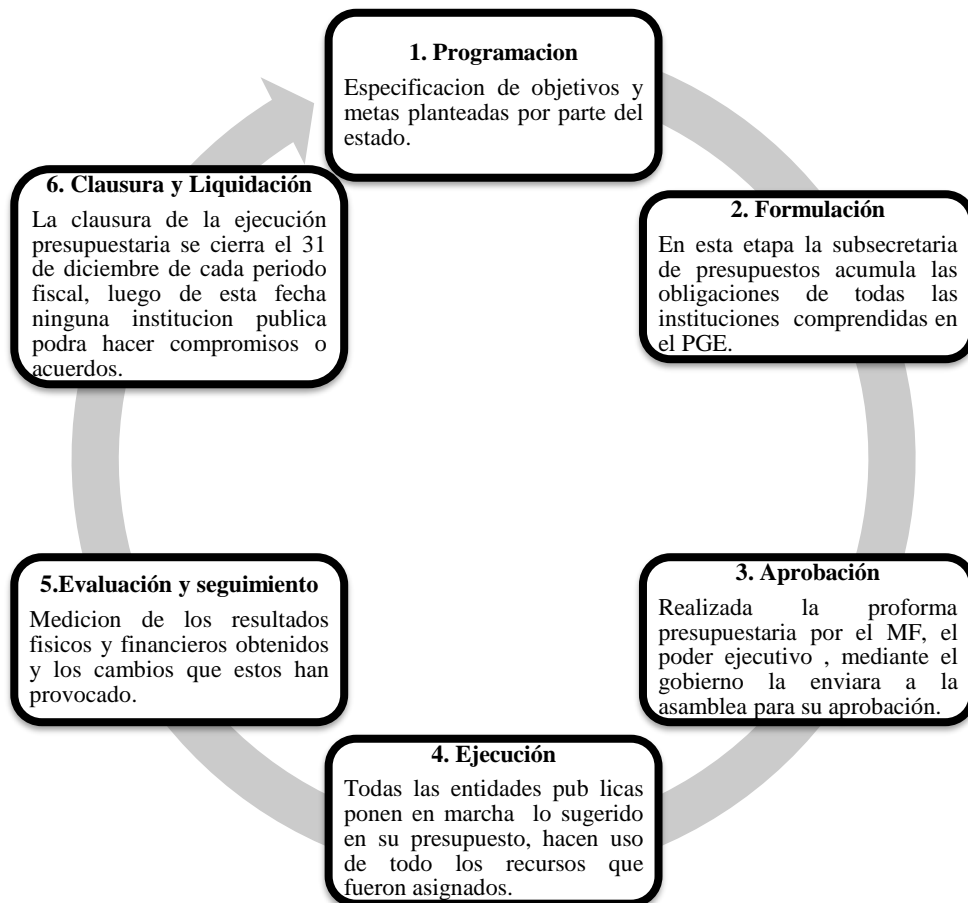 1. Programacion
Especificacion de objetivos y
metas planteadas por parte del
estado.
2. Formulación
En esta etapa la subsecretaria
de presupuestos acumula las
obligaciones de todas las
instituciones comprendidas en
el PGE.
3. Aprobación
Realizada la proforma
presupuestaria por el MF, el
poder ejecutivo , mediante el
gobierno la enviara a la
asamblea para su aprobación.
4. Ejecución
Todas las entidades pub licas
ponen en marcha lo sugerido
en su presupuesto, hacen uso
de todo los recursos que
fueron asignados.
5.Evaluación y seguimiento
Medicion de los resultados
fisicos y financieros obtenidos
y los cambios que estos han
provocado.
6. Clausura y Liquidación
La clausura de la ejecución
presupuestaria se cierra el 31
de diciembre de cada periodo
fiscal, luego de esta fecha
ninguna institucion publica
podra hacer compromisos o
acuerdos.